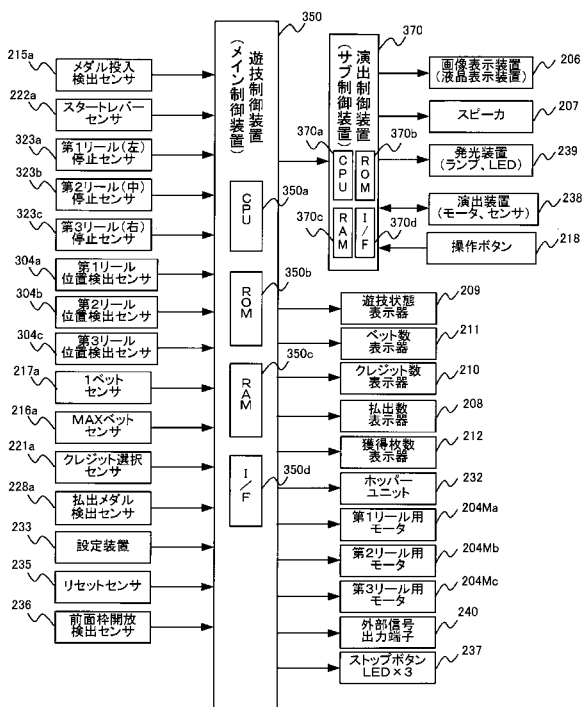 215a
メダル投入
検出センサ
222a
スタートレバー
センサ
323a
第1リール(左)
停止センサ
323b
第2リール(中)
停止センサ
323c
第3リール(右)
停止センサ
304a
第1リール
位置検出センサ
304b
第2リール
位置検出センサ
304c
第3リール
位置検出センサ
217a
1ベット
センサ
216a
MAXベット
センサ
221a
クレジット選択
センサ
228a
払出メダル
検出センサ
233
設定装置
235
リセットセンサ
236
前面枠開放
検出センサ
350
遊技制御装置
(メイン制御装置)
CPU
350a
ROM
350b
RAM
350c
I/F
350d
370
演出制御装置
(サブ制御装置)
370a
CPU
370b
ROM
370c
RAM
370d
I/F
画像表示装置
(液晶表示装置)
206
スピーカ
207
発光装置
(ランプ、LED)
239
演出装置
(モータ、センサ)
238
操作ボタン
218
遊技状態
表示器
209
ベット数
表示器
211
クレジット数
表示器
210
払出数
表示器
208
獲得枚数
表示器
212
ホッパー
ユニット
232
第1リール用
モータ
204Ma
第2リール用
モータ
204Mb
第3リール用
モータ
204Mc
外部信号
出力端子
240
ストップボタン
LED×3
237